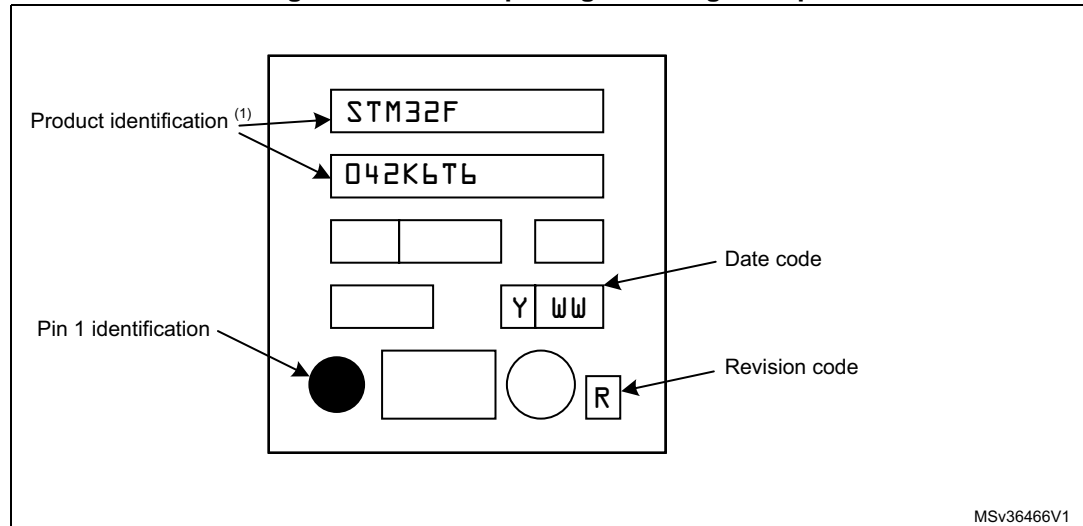 Product identification (1)
STM32F
042K6T6
Date code
Y WW
Pin 1 identification
Revision code
R
MSv36466V1